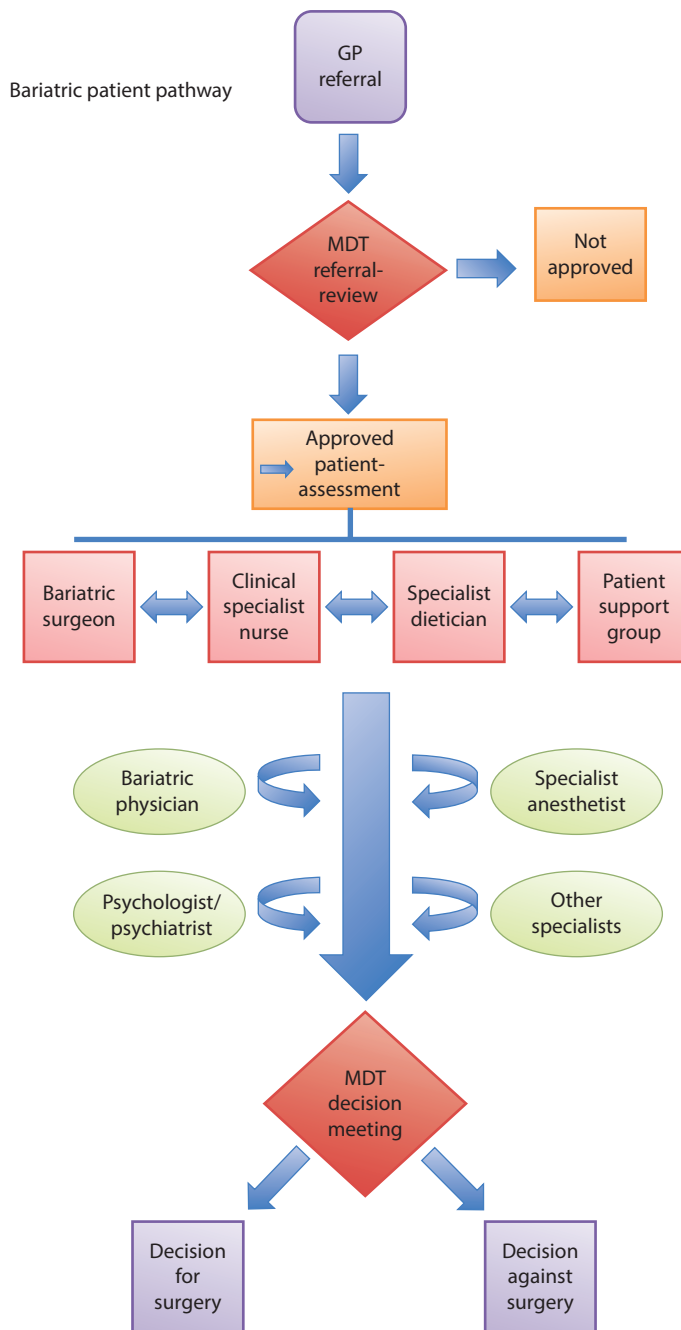 GP
referral
Bariatric patient pathway
MDT
referral-
review
Not
approved
Approved
patient-
assessment
Bariatric
surgeon
Clinical
specialist
nurse
Specialist
dietician
Patient
support
group
Bariatric
physician
Specialist
anesthetist
Psychologist/
psychiatrist
Other
specialists
MDT
decision
meeting
Decision
for
surgery
Decision
against
surgery